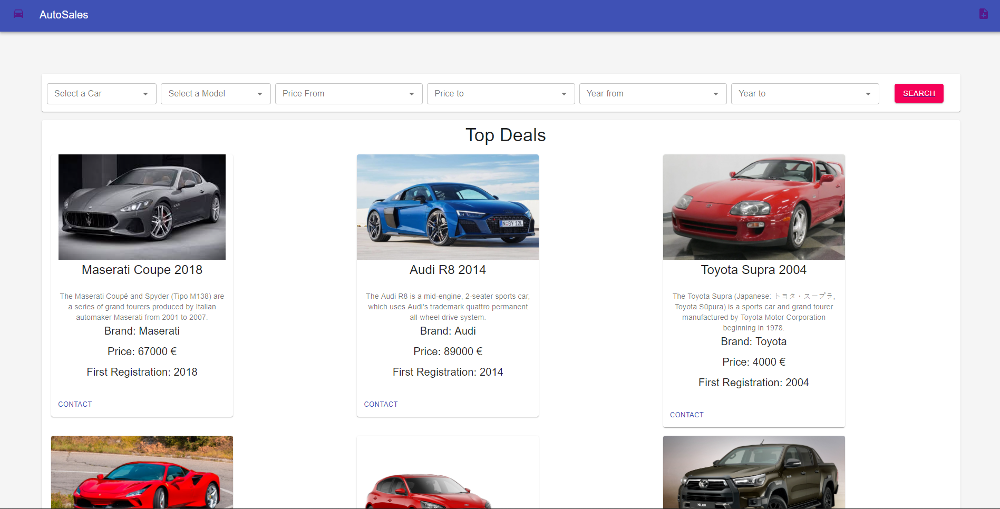 AutoSales
Select a Car
Select a Model
Price From
Price to
Year from
Year to
SEARCH
Top Deals
N·BY 12L
Maserati Coupe 2018
The Maserati Coupé and Spyder (Tipo M138) are
a series of grand tourers produced by Italian
automaker Maserati from 2001 to 2007.
Brand: Maserati
Price: 67000 €
First Registration: 2018
CONTACT
Audi R8 2014
The Audi R8 is a mid-engine, 2-seater sports car,
which uses Audi's trademark quattro permanent
all-wheel drive system.
Brand: Audi
Price: 89000 €
First Registration: 2014
CONTACT
Toyota Supra 2004
The Toyota Supra (Japanese: トヨタ・スープラ,
Toyota Sūpura) is a sports car and grand tourer
manufactured by Toyota Motor Corporation
beginning in 1978.
Brand: Toyota
Price: 4000 €
First Registration: 2004
CONTACT
HILUX